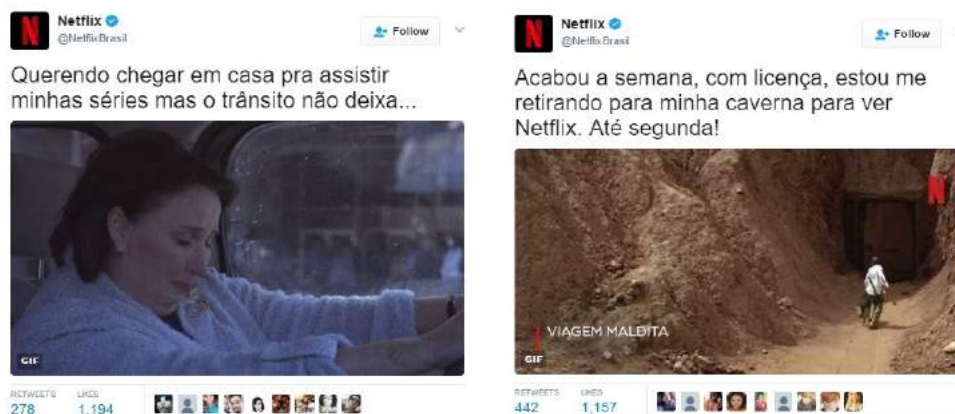 Netflix
@NetflixBrasil
Follow
Querendo chegar em casa pra assistir
minhas séries mas o trânsito não deixa...
GIF
RETWEETS LIKES
278 1,194
Netflix
@NetflixBrasil
Follow
Acabou a semana, com licença, estou me
retirando para minha caverna para ver
Netflix. Até segunda!
N
VIAGEM MALDITA
GIF
RETWEETS LIKES
442 1,157